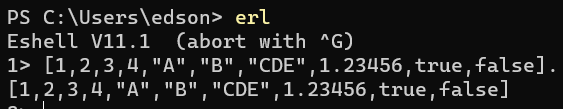 PS C:\Users\edson> erl
Eshell V11.1  (abort with ^G)
1> [1,2,3,4,"A","B","CDE",1.23456,true,false].
[1,2,3,4,"A","B","CDE",1.23456,true,false]